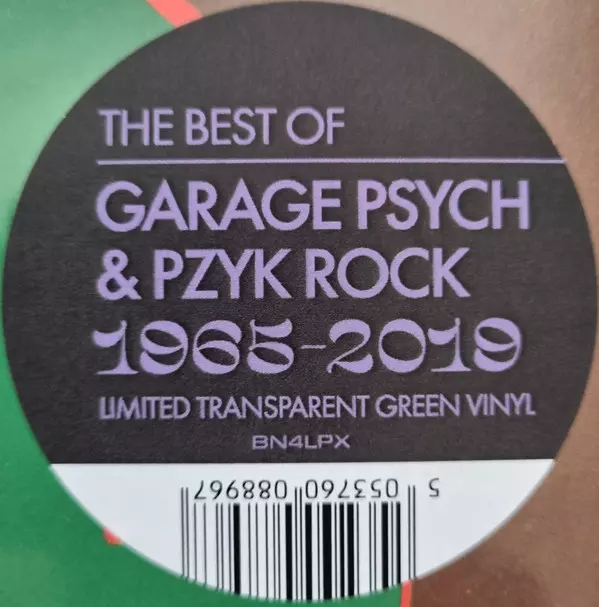 THE BEST OF
GARAGE PSYCH
& PZYK ROCK
1965-2019
LIMITED TRANSPARENT GREEN VINYL
BN4LPX
5 053760 088967